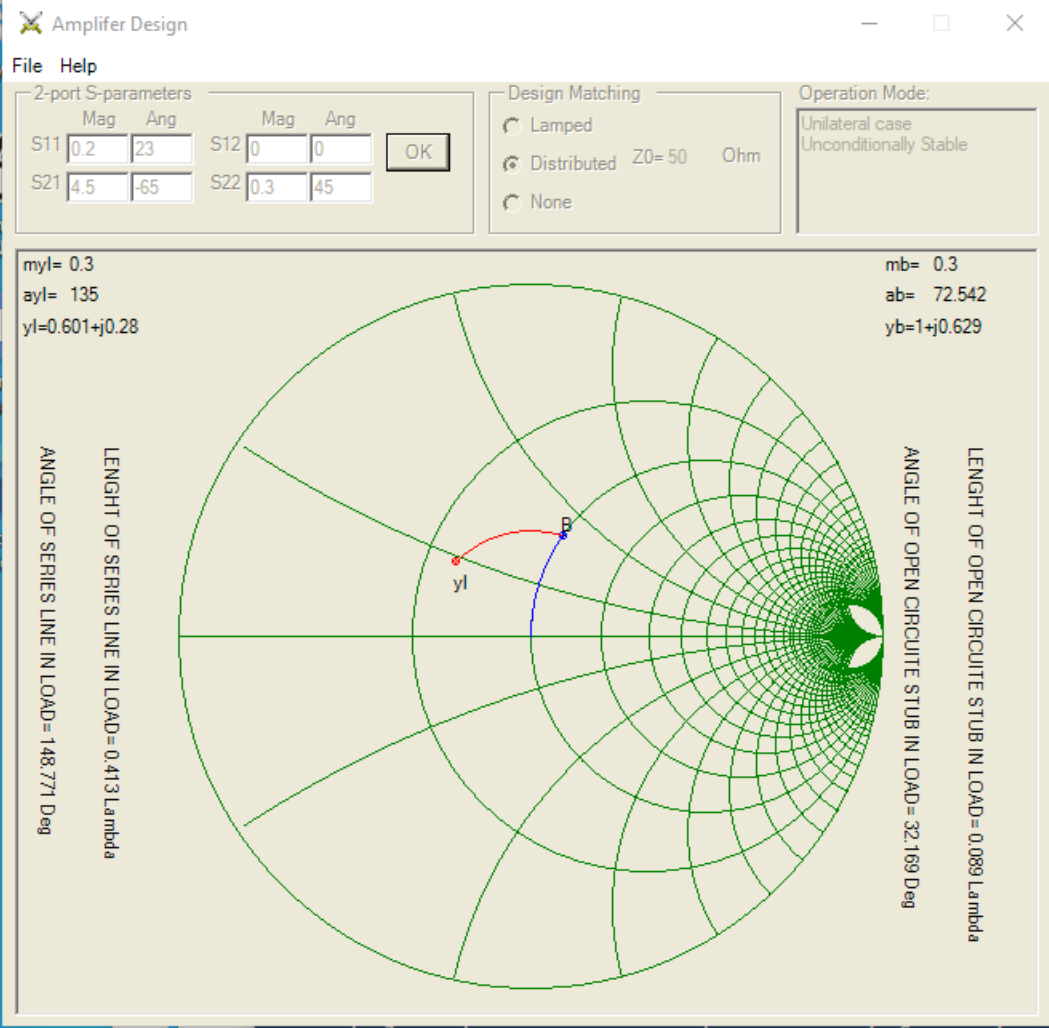 Amplifer Design
File Help
2-port S-parameters
Mag Ang Mag Ang
S11 0.2 23 S12 0 0
S21 4.5 -65 S22 0.3 45
OK
Design Matching
Lamped
Distributed Z0= 50 Ohm
None
Operation Mode:
Unilateral case
Unconditionally Stable
myl= 0.3
ayl= 135
yl=0.601+j0.28
mb= 0.3
ab= 72.542
yb=1+j0.629
B
yl
ANGLE OF SERIES LINE IN LOAD= 148.771 Deg
LENGHT OF SERIES LINE IN LOAD= 0.413 Lambda
ANGLE OF OPEN CIRCUITE STUB IN LOAD= 32.169 Deg
LENGHT OF OPEN CIRCUITE STUB IN LOAD= 0.089 Lambda